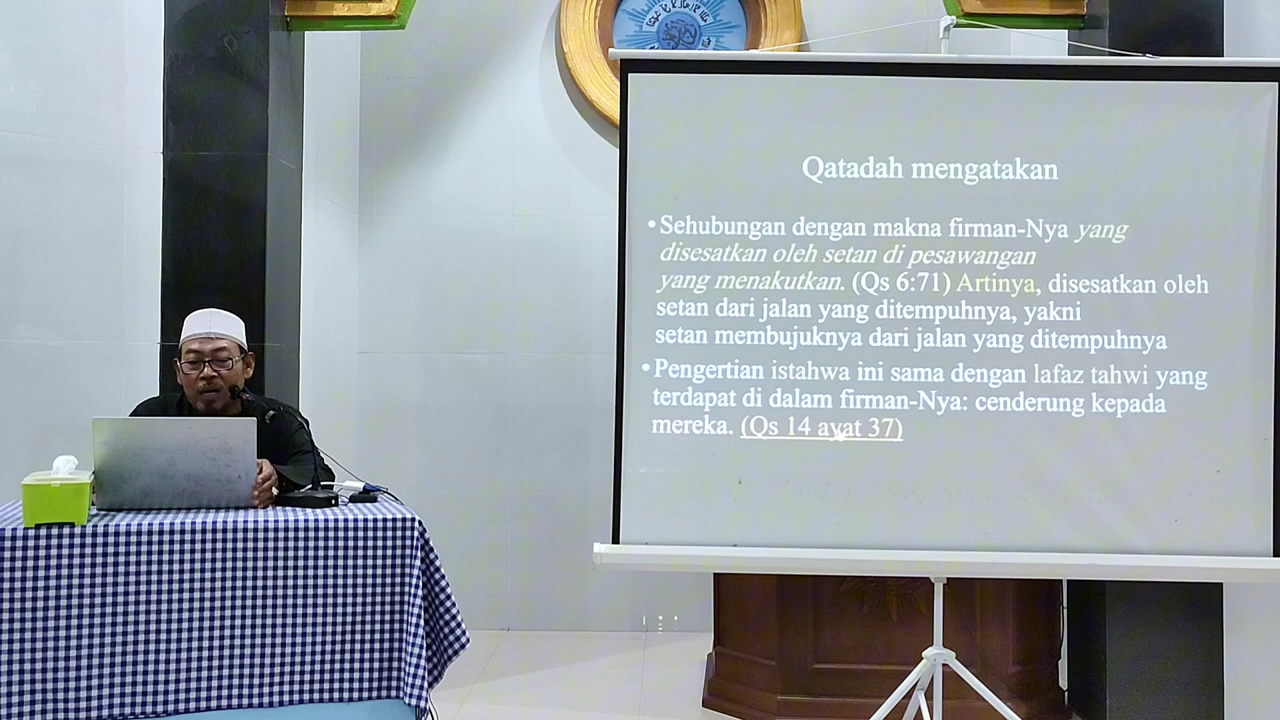 Qatadah mengatakan
•Sehubungan dengan makna firman-Nya yang
disesatkan oleh setan di pesawangan
yang menakutkan. (Qs 6:71) Artinya, disesatkan oleh
setan dari jalan yang ditempuhnya, yakni
setan membujuknya dari jalan yang ditempuhnya
•Pengertian istahwa ini sama dengan lafaz tahwi yang
terdapat di dalam firman-Nya: cenderung kepada
mereka. (Qs 14 ayat 37)